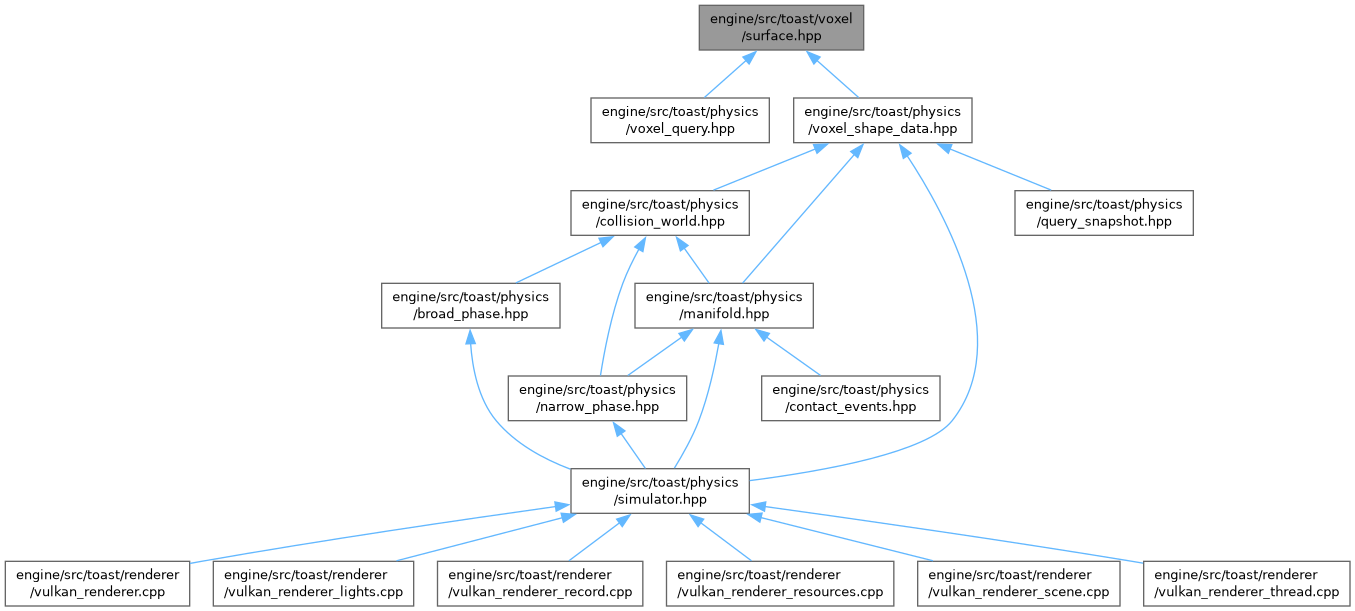 engine/src/toast/voxel
/surface.hpp
engine/src/toast/physics
/voxel_query.hpp
engine/src/toast/physics
/voxel_shape_data.hpp
engine/src/toast/physics
/collision_world.hpp
engine/src/toast/physics
/query_snapshot.hpp
engine/src/toast/physics
/broad_phase.hpp
engine/src/toast/physics
/manifold.hpp
engine/src/toast/physics
/narrow_phase.hpp
engine/src/toast/physics
/contact_events.hpp
engine/src/toast/physics
/simulator.hpp
engine/src/toast/renderer
/vulkan_renderer.cpp
engine/src/toast/renderer
/vulkan_renderer_lights.cpp
engine/src/toast/renderer
/vulkan_renderer_record.cpp
engine/src/toast/renderer
/vulkan_renderer_resources.cpp
engine/src/toast/renderer
/vulkan_renderer_scene.cpp
engine/src/toast/renderer
/vulkan_renderer_thread.cpp